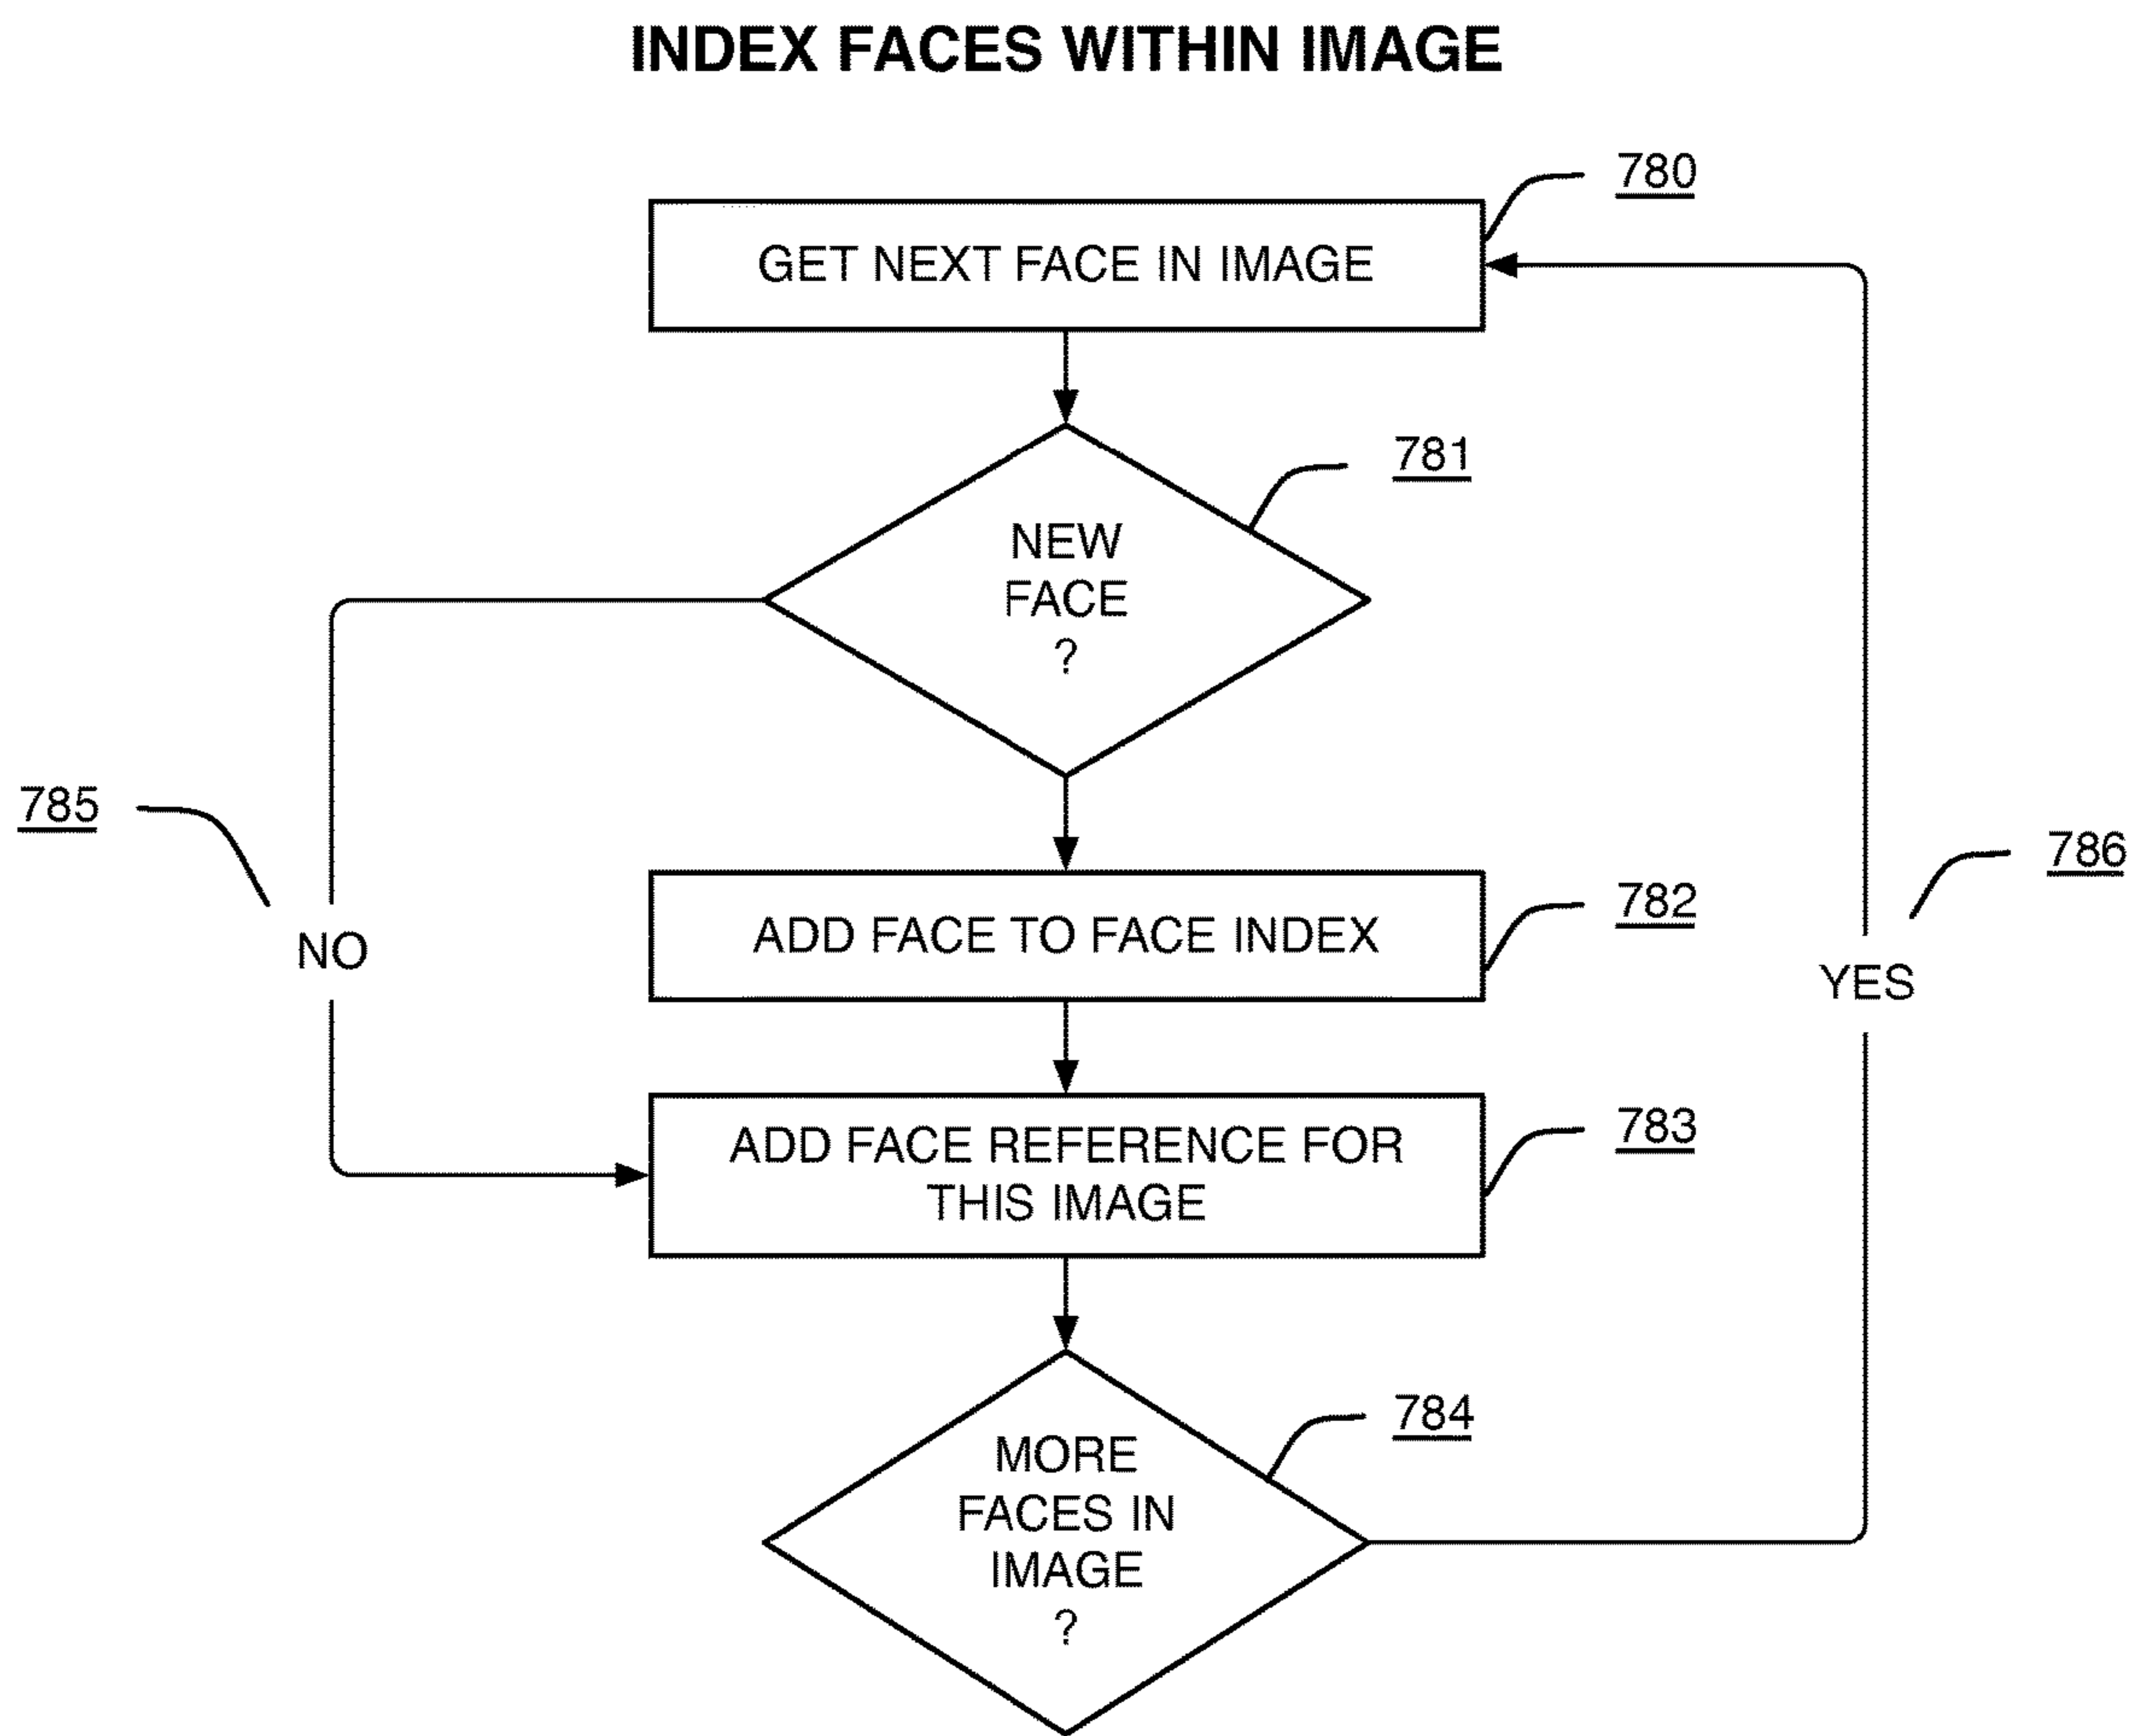 INDEX FACES WITHIN IMAGE
780
GET NEXT FACE IN IMAGE
781
NEW
FACE
?
785
786
782
ADD FACE TO FACE INDEX
NO
YES
783
ADD FACE REFERENCE FOR
THIS IMAGE
784
MORE
FACES IN
IMAGE
?